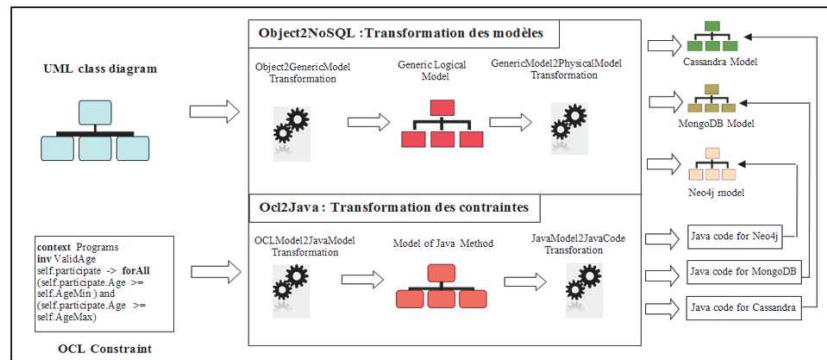 Object2NoSQL :Transformation des modèles
UML class diagram
Object2GenericModel
Transformation
Generic Logical
Model
GenericModel2PhysicalModel
Transformation
Cassandra Model
MongoDB Model
Neo4j model
Ocl2Java : Transformation des contraintes
context Programs
inv ValidAge
self.participate -> forAll
(self.participate.Age >=
self.AgeMin ) and
(self.participate.Age >=
self.AgeMax)
OCL Constraint
OCLModel2JavaModel
Transformation
Model of Java Method
JavaModel2JavaCode
Transforation
Java code for Neo4j
Java code for MongoDB
Java code for Cassandra